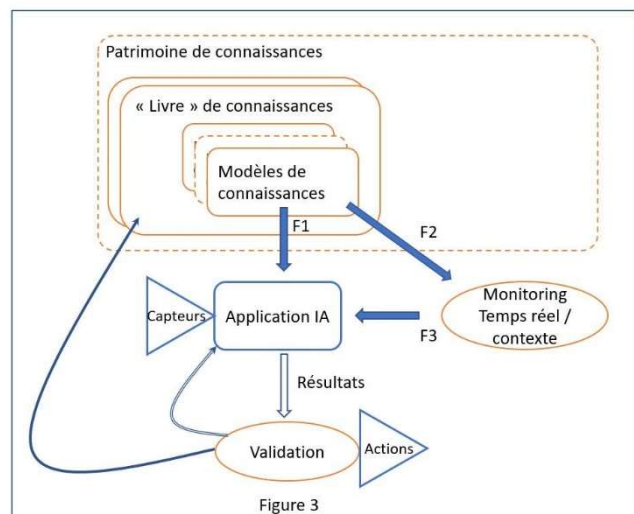 Patrimoine de connaissances
« Livre » de connaissances
Modèles de
connaissances
F1
F2
Capteurs
Application IA
F3
Monitoring
Temps réel /
contexte
Résultats
Validation
Actions
Figure 3